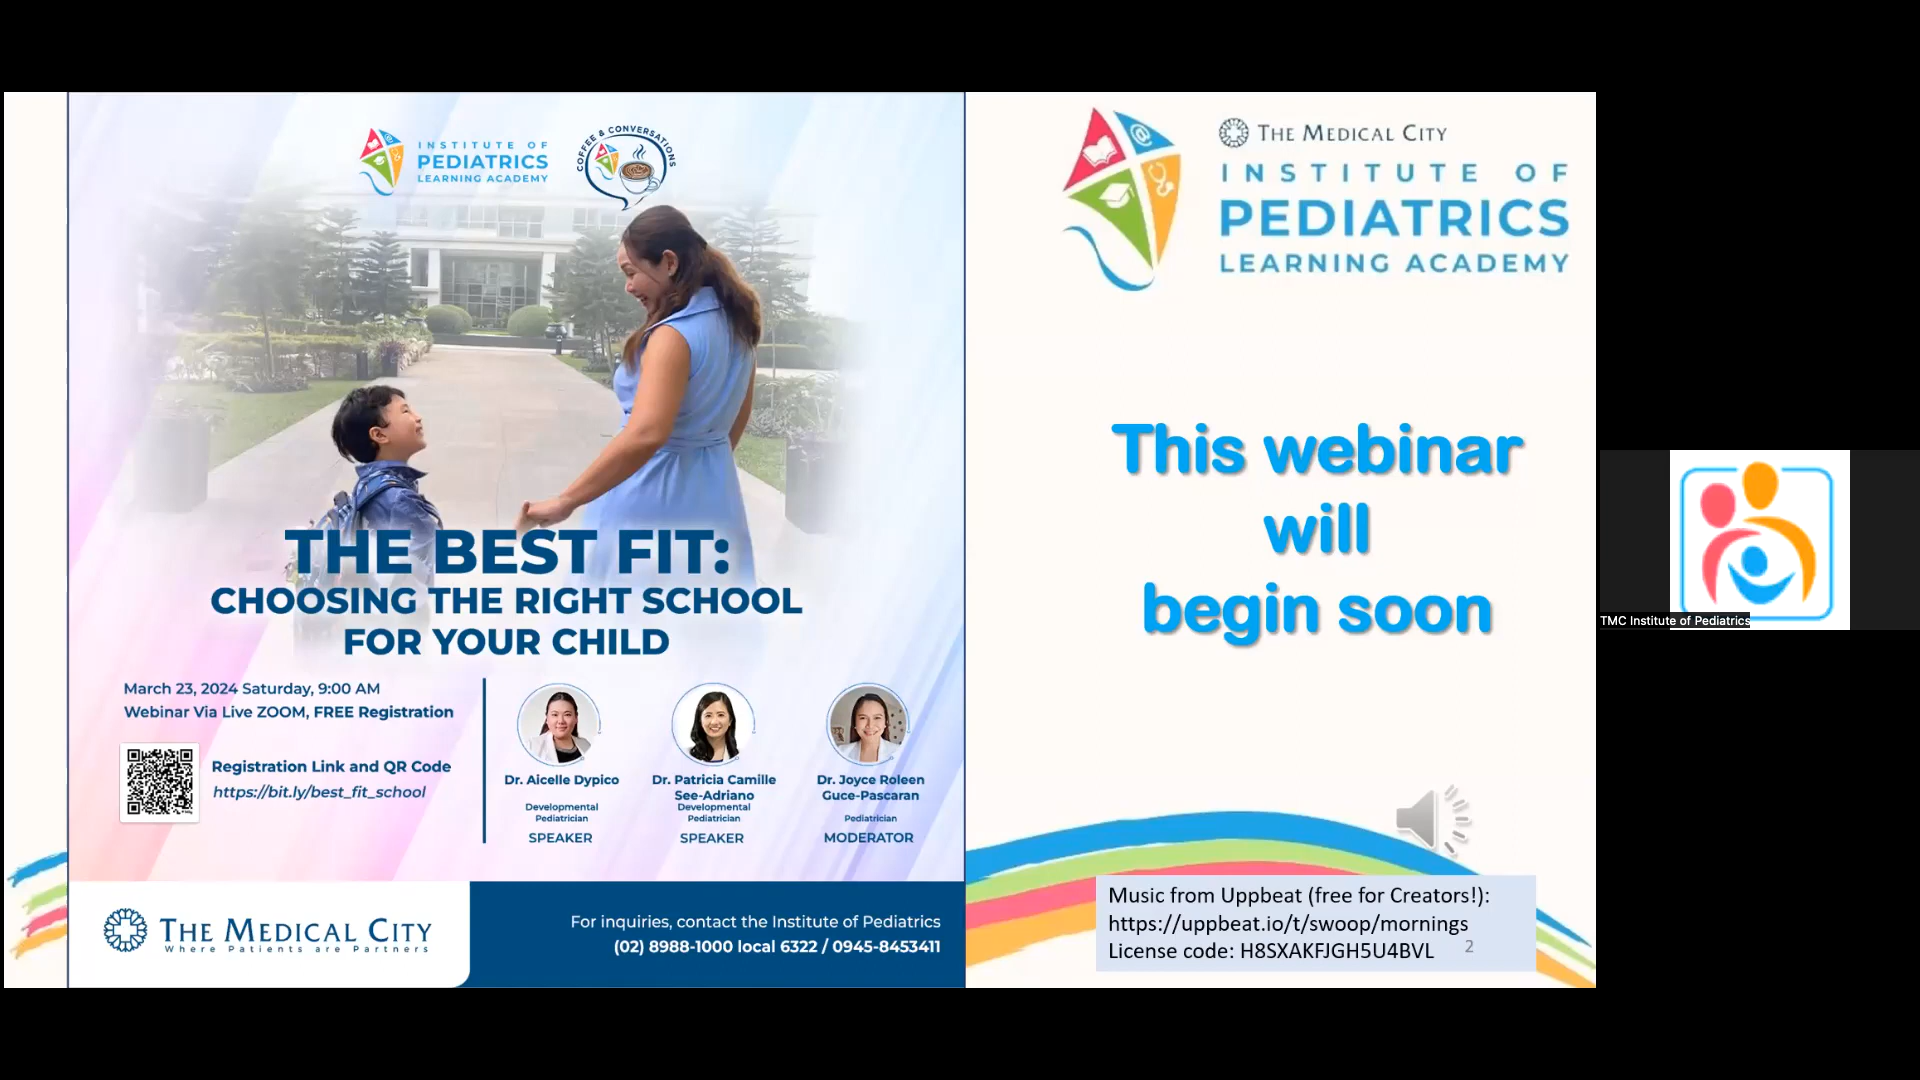 INSTITUTE OF
PEDIATRICS
LEARNING ACADEMY
COFFEE & CONVERSATIONS
THE BEST FIT:
CHOOSING THE RIGHT SCHOOL
FOR YOUR CHILD
March 23, 2024 Saturday, 9:00 AM
Webinar Via Live ZOOM, FREE Registration
Registration Link and QR Code
https://bit.ly/best_fit_school
Dr. Aicelle Dypico
Developmental
Pediatrician
SPEAKER
Dr. Patricia Camille
See-Adriano
Developmental
Pediatrician
SPEAKER
Dr. Joyce Roleen
Guce-Pascaran
Pediatrician
MODERATOR
THE MEDICAL CITY
Where Patients are Partners
For inquiries, contact the Institute of Pediatrics
(02) 8988-1000 local 6322 / 0945-8453411
THE MEDICAL CITY
INSTITUTE OF
PEDIATRICS
LEARNING ACADEMY
This webinar
will
begin soon
Music from Uppbeat (free for Creators!):
https://uppbeat.io/t/swoop/mornings
License code: H8SXAKFJGH5U4BVL
2
TMC Institute of Pediatrics